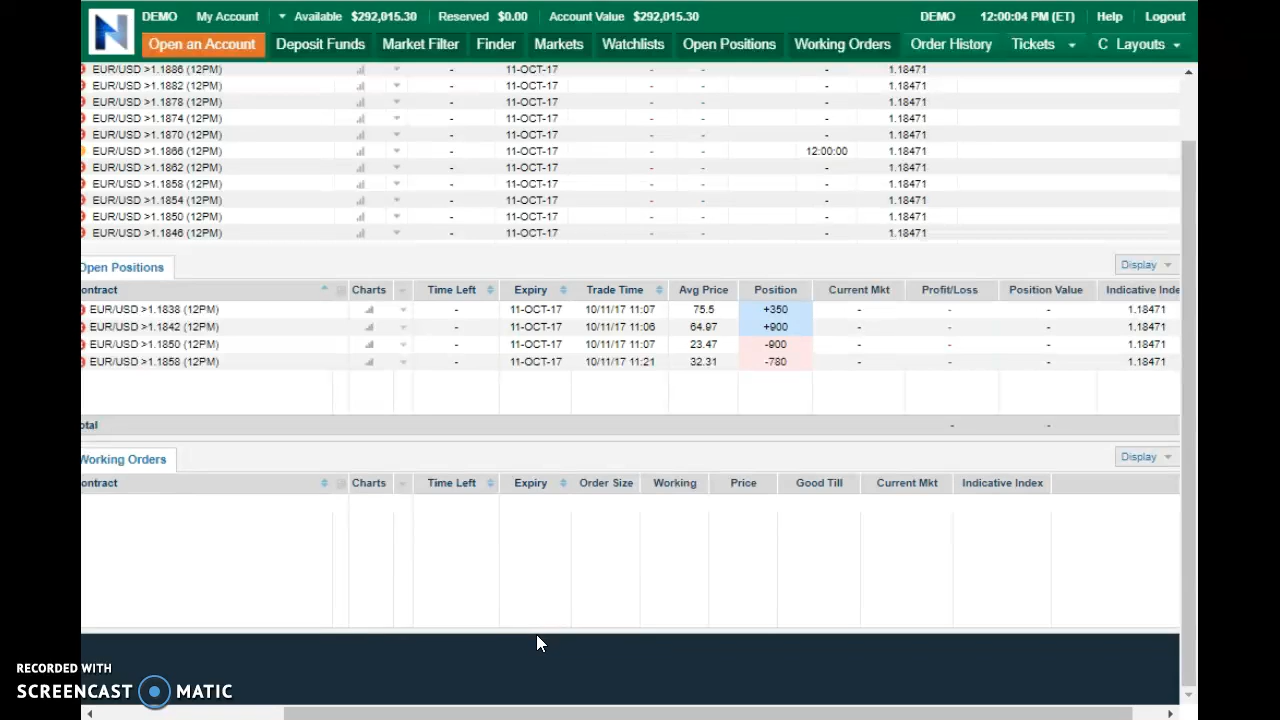 DEMO My Account Available $292,015.30 Reserved $0.00 Account Value $292,015.30 DEMO 12:00:04 PM (ET) Help Logout
N
Open an Account Deposit Funds Market Filter Finder Markets Watchlists Open Positions Working Orders Order History Tickets C Layouts
EUR/USD >1.1886 (12PM) - 11-OCT-17 - - - 1.18471
EUR/USD >1.1882 (12PM) - 11-OCT-17 - - - 1.18471
EUR/USD >1.1878 (12PM) - 11-OCT-17 - - - 1.18471
EUR/USD >1.1874 (12PM) - 11-OCT-17 - - - 1.18471
EUR/USD >1.1870 (12PM) - 11-OCT-17 - - - 1.18471
EUR/USD >1.1866 (12PM) - 11-OCT-17 - - 12:00:00 1.18471
EUR/USD >1.1862 (12PM) - 11-OCT-17 - - - 1.18471
EUR/USD >1.1858 (12PM) - 11-OCT-17 - - - 1.18471
EUR/USD >1.1854 (12PM) - 11-OCT-17 - - - 1.18471
EUR/USD >1.1850 (12PM) - 11-OCT-17 - - - 1.18471
EUR/USD >1.1846 (12PM) - 11-OCT-17 - - - 1.18471
Open Positions Display
ontract Charts Time Left Expiry Trade Time Avg Price Position Current Mkt Profit/Loss Position Value Indicative Inde
EUR/USD >1.1838 (12PM) - 11-OCT-17 10/11/17 11:07 75.5 +350 - - - 1.18471
EUR/USD >1.1842 (12PM) - 11-OCT-17 10/11/17 11:06 64.97 +900 - - - 1.18471
EUR/USD >1.1850 (12PM) - 11-OCT-17 10/11/17 11:07 23.47 -900 - - - 1.18471
EUR/USD >1.1858 (12PM) - 11-OCT-17 10/11/17 11:21 32.31 -780 - - - 1.18471
otal - -
Working Orders Display
ontract Charts Time Left Expiry Order Size Working Price Good Till Current Mkt Indicative Index
RECORDED WITH
SCREENCAST MATIC